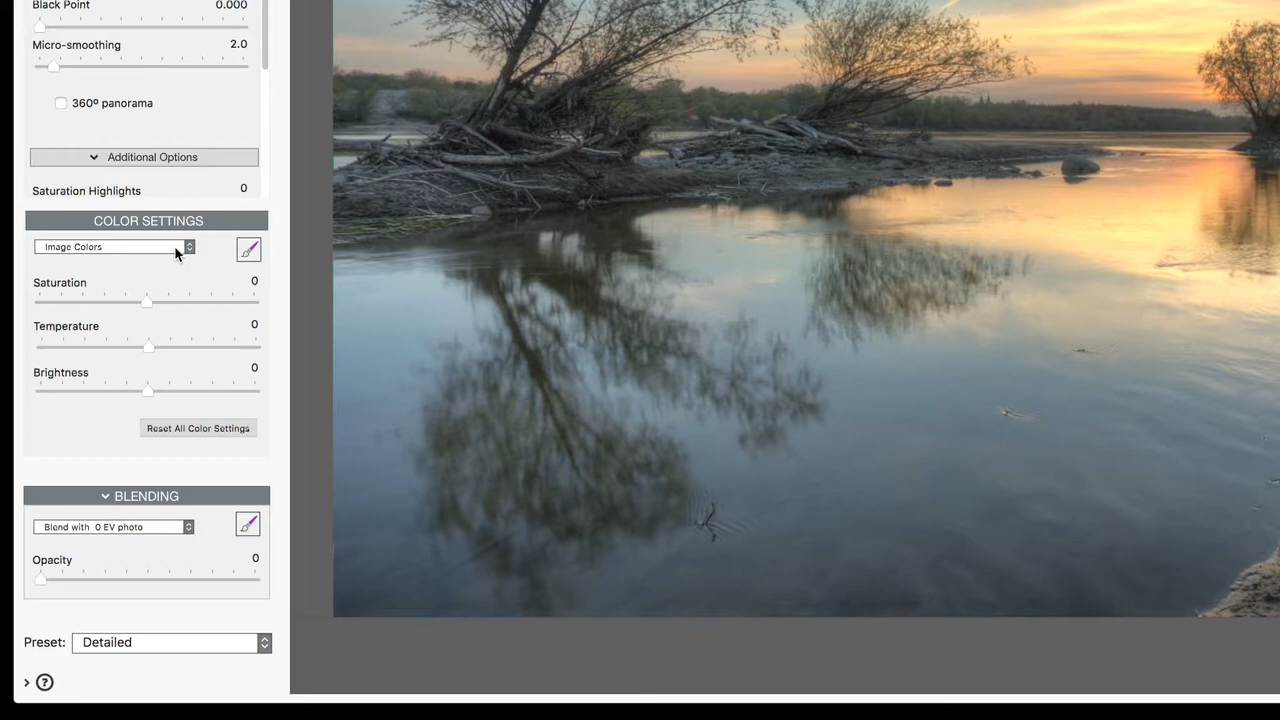 Black Point 0.000
Micro-smoothing 2.0
360º panorama
Additional Options
Saturation Highlights 0
COLOR SETTINGS
Image Colors
Saturation 0
Temperature 0
Brightness 0
Reset All Color Settings
BLENDING
Blend with 0 EV photo
Opacity 0
Preset: Detailed
?